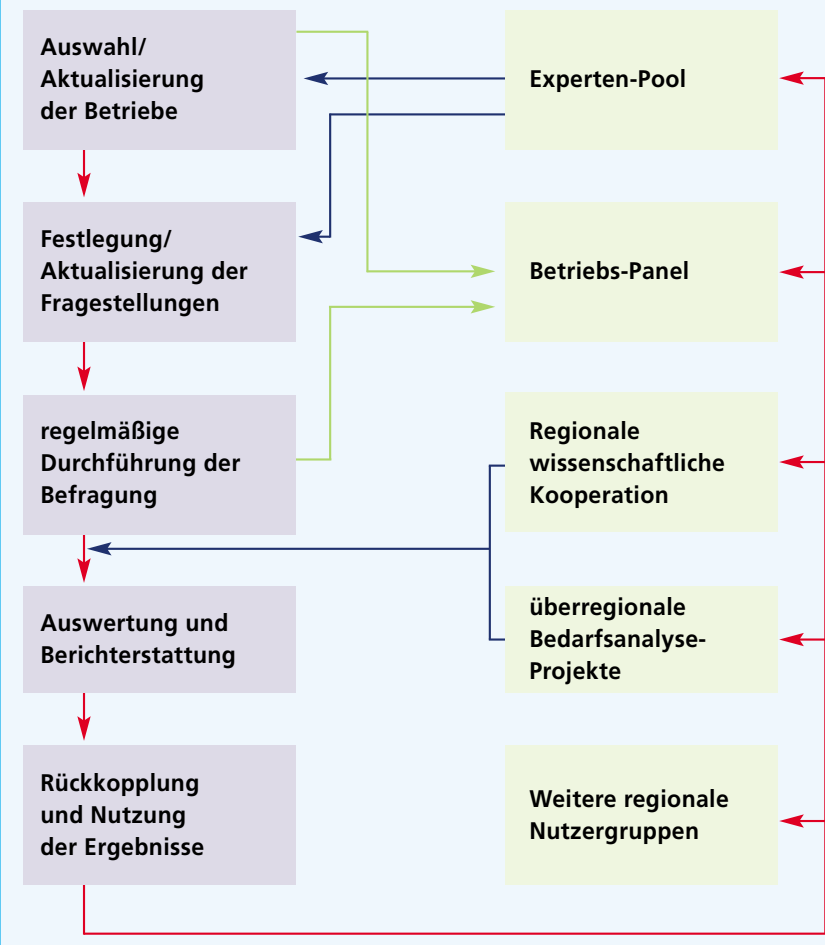 Auswahl/
Aktualisierung
der Betriebe
Experten-Pool
Festlegung/
Aktualisierung der
Fragestellungen
Betriebs-Panel
regelmäßige
Durchführung der
Befragung
Regionale
wissenschaftliche
Kooperation
Auswertung und
Berichterstattung
überregionale
Bedarfsanalyse-
Projekte
Rückkopplung
und Nutzung
der Ergebnisse
Weitere regionale
Nutzergruppen